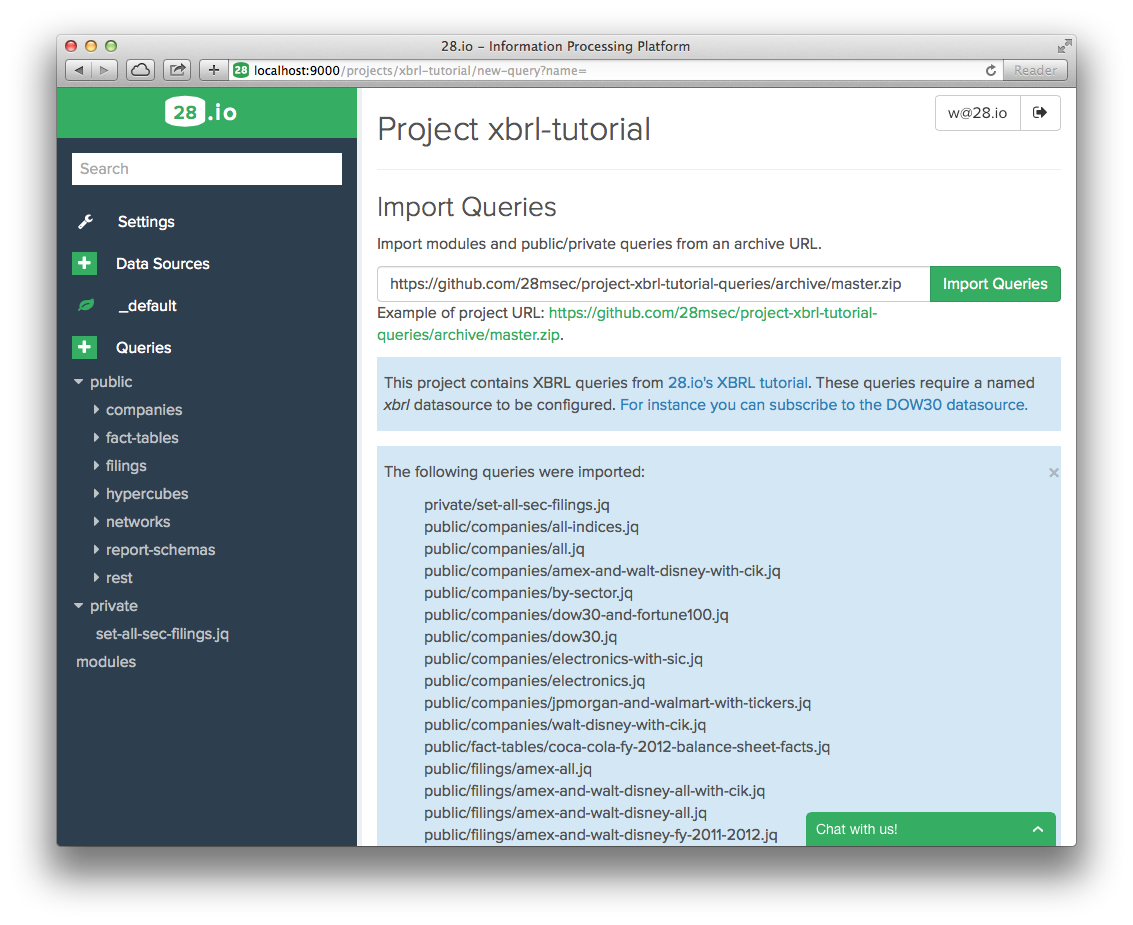 28.io – Information Processing Platform
28 localhost:9000/projects/xbrl-tutorial/new-query?name=
Reader
28.io
Search
Settings
Data Sources
_default
Queries
public
companies
fact-tables
filings
hypercubes
networks
report-schemas
rest
private
set-all-sec-filings.jq
modules
w@28.io
Project xbrl-tutorial
Import Queries
Import modules and public/private queries from an archive URL.
https://github.com/28msec/project-xbrl-tutorial-queries/archive/master.zip
Import Queries
Example of project URL: https://github.com/28msec/project-xbrl-tutorial-
queries/archive/master.zip.
This project contains XBRL queries from 28.io's XBRL tutorial. These queries require a named
xbrl datasource to be configured. For instance you can subscribe to the DOW30 datasource.
The following queries were imported:
×
private/set-all-sec-filings.jq
public/companies/all-indices.jq
public/companies/all.jq
public/companies/amex-and-walt-disney-with-cik.jq
public/companies/by-sector.jq
public/companies/dow30-and-fortune100.jq
public/companies/dow30.jq
public/companies/electronics-with-sic.jq
public/companies/electronics.jq
public/companies/jpmorgan-and-walmart-with-tickers.jq
public/companies/walt-disney-with-cik.jq
public/fact-tables/coca-cola-fy-2012-balance-sheet-facts.jq
public/filings/amex-all.jq
public/filings/amex-and-walt-disney-all-with-cik.jq
public/filings/amex-and-walt-disney-all.jq
public/filings/amex-and-walt-disney-fy-2011-2012.jq
Chat with us!